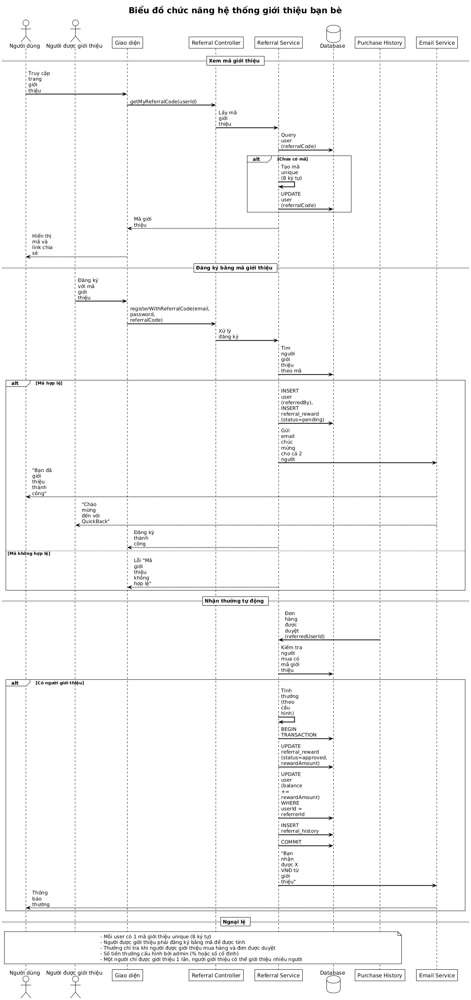 Biểu đồ chức năng hệ thống giới thiệu bạn bè
Người dùng
Người được giới thiệu
Giao diện
Referral Controller
Referral Service
Database
Purchase History
Email Service
Xem mã giới thiệu
Truy cập
trang
giới
thiệu
getMyReferralCode(userId)
Lấy mã
giới
thiệu
Query
user
(referralCode)
alt
[Chưa có mã]
Tạo mã
unique
(8 ký tự)
UPDATE
user
(referralCode)
Mã giới
thiệu
Hiển thị
mã và
link chia
sẻ
Đăng ký bằng mã giới thiệu
Đăng ký
với mã
giới
thiệu
registerWithReferralCode(email,
password,
referralCode)
Xử lý
đăng ký
Tìm
người
giới
thiệu
theo mã
alt
[Mã hợp lệ]
INSERT
user
(referredBy),
INSERT
referral_reward
(status=pending)
Gửi
email
chúc
mừng
cho cả 2
người
"Bạn đã
giới
thiệu
thành
công"
"Chào
mừng
đến với
QuickBack"
Đăng ký
thành
công
[Mã không hợp lệ]
Lỗi "Mã
giới
thiệu
không
hợp lệ"
Nhận thưởng tự động
Đơn
hàng
được
duyệt
(referredUserId)
Kiểm tra
người
mua có
mã giới
thiệu
alt
[Có người giới thiệu]
Tính
thưởng
(theo
cấu
hình)
BEGIN
TRANSACTION
UPDATE
referral_reward
(status=approved,
rewardAmount)
UPDATE
user
(balance
+=
rewardAmount)
WHERE
userId =
referrerId
INSERT
referral_history
COMMIT
"Bạn
nhận
được X
VNĐ từ
giới
thiệu"
Thông
báo
thưởng
Ngoại lệ
- Mỗi user có 1 mã giới thiệu unique (8 ký tự)
- Người được giới thiệu phải đăng ký bằng mã để được tính
- Thưởng chỉ trả khi người được giới thiệu mua hàng và đơn được duyệt
- Số tiền thưởng cấu hình bởi admin (% hoặc số cố định)
- Một người chỉ được giới thiệu 1 lần, người giới thiệu có thể giới thiệu nhiều người
Người dùng
Người được giới thiệu
Giao diện
Referral Controller
Referral Service
Database
Purchase History
Email Service